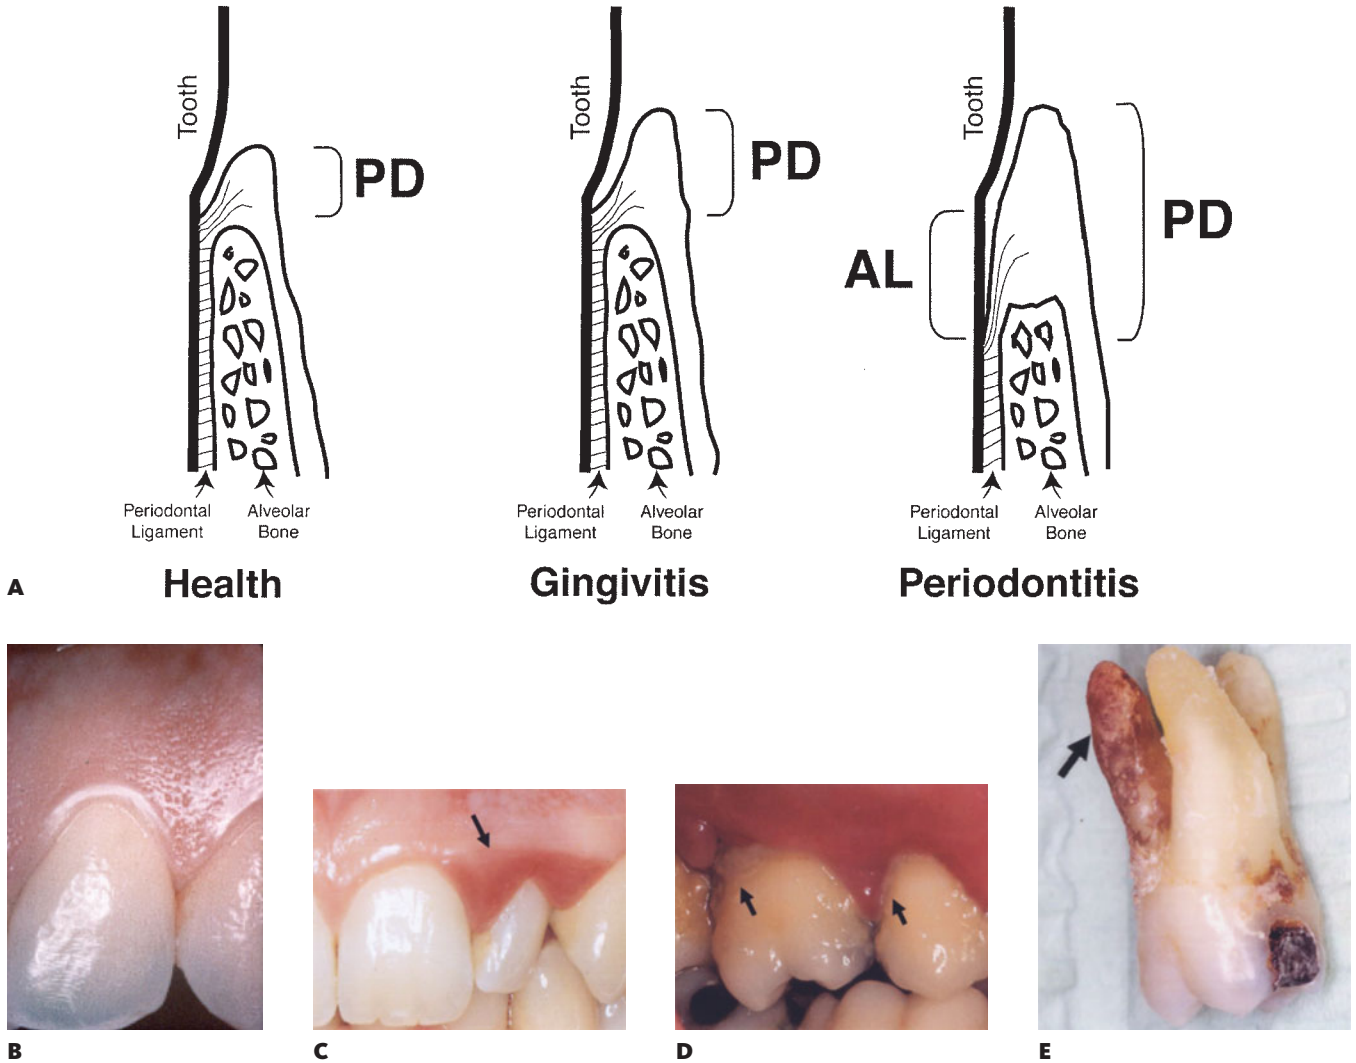 Tooth
PD
Periodontal
Ligament
Alveolar
Bone
Health
Tooth
PD
Periodontal
Ligament
Alveolar
Bone
Gingivitis
Tooth
AL
PD
Periodontal
Ligament
Alveolar
Bone
Periodontitis
A
B
C
D
E